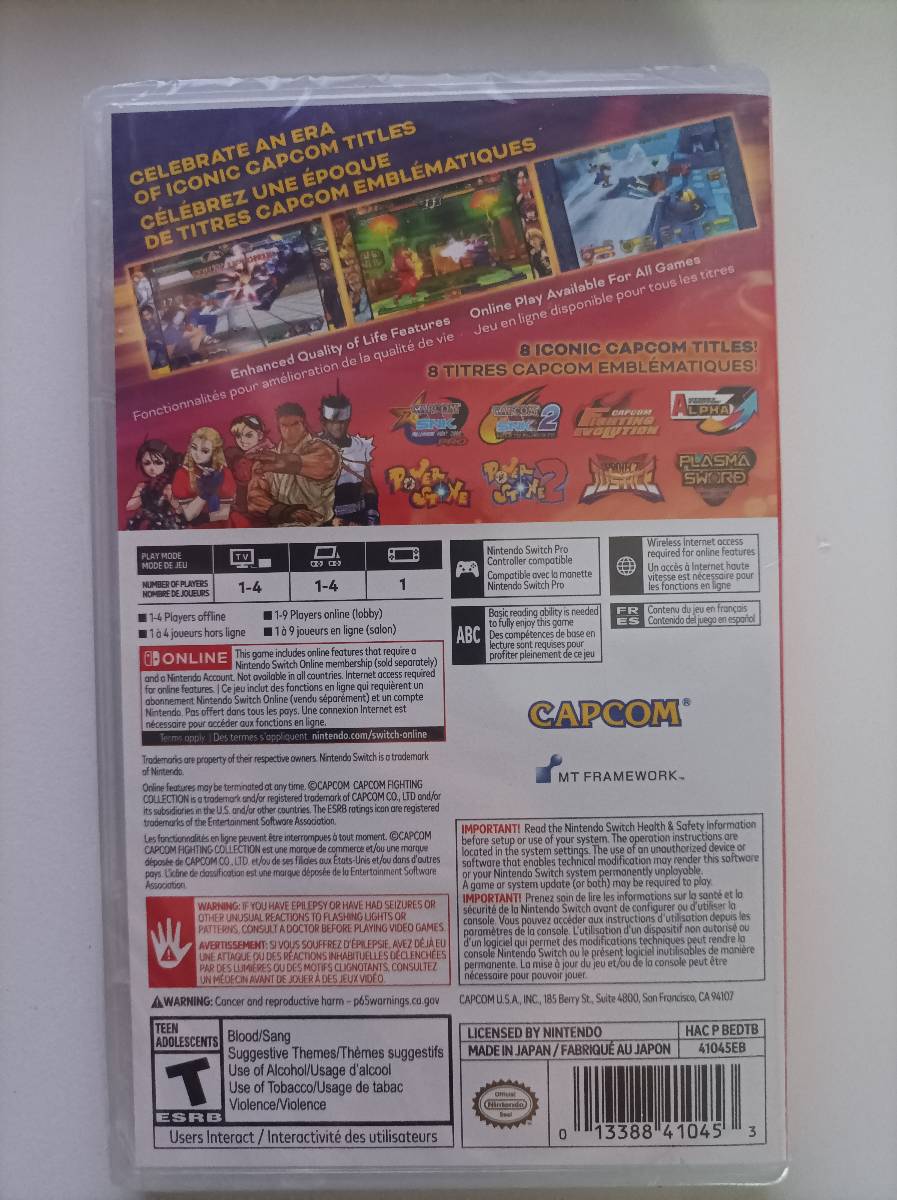 CELEBRATE AN ERA
OF ICONIC CAPCOM TITLES
CÉLÉBREZ UNE ÉPOQUE
DE TITRES CAPCOM EMBLÉMATIQUES
Enhanced Quality of Life Features
Fonctionnalités pour amélioration de la qualité de vie
Online Play Available For All Games
Jeu en ligne disponible pour tous les titres
8 ICONIC CAPCOM TITLES!
8 TITRES CAPCOM EMBLÉMATIQUES!
CAPCOM
SNK
PRO
CAPCOM
SNK 2
CAPCOM
FIGHTING
EVOLUTION
ALPHA 3
POWER
STONE
POWER
STONE 2
PROJECT
JUSTICE
PLASMA
SWORD
PLAY MODE
MODE DE JEU
TV
NUMBER OF PLAYERS
NOMBRE DE JOUEURS
1-4
1-4
1
1-4 Players offline
1 à 4 joueurs hors ligne
1-9 Players online (lobby)
1 à 9 joueurs en ligne (salon)
Nintendo Switch Pro
Controller compatible
Compatible avec la manette
Nintendo Switch Pro
Wireless Internet access
required for online features
Un accès à Internet haute
vitesse est nécessaire pour
les fonctions en ligne
ABC
Basic reading ability is needed
to fully enjoy this game
Des compétences de base en
lecture sont requises pour
profiter pleinement de ce jeu
FR
ES
Contenu du jeu en français
Contenido del juego en español
ONLINE
This game includes online features that require a
Nintendo Switch Online membership (sold separately)
and a Nintendo Account. Not available in all countries. Internet access required
for online features. | Ce jeu inclut des fonctions en ligne qui requièrent un
abonnement Nintendo Switch Online (vendu séparément) et un compte
Nintendo. Pas offert dans tous les pays. Une connexion Internet est
nécessaire pour accéder aux fonctions en ligne.
Terms apply. | Des termes s'appliquent. nintendo.com/switch-online
CAPCOM®
MT FRAMEWORK™
Trademarks are property of their respective owners. Nintendo Switch is a trademark
of Nintendo.
Online features may be terminated at any time. ©CAPCOM CAPCOM FIGHTING
COLLECTION is a trademark and/or registered trademark of CAPCOM CO., LTD and/or
its subsidiaries in the U.S. and/or other countries. The ESRB ratings icon are registered
trademarks of the Entertainment Software Association.
Les fonctionnalités en ligne peuvent être interrompues à tout moment. ©CAPCOM
CAPCOM FIGHTING COLLECTION est une marque de commerce et/ou une marque
déposée de CAPCOM CO., LTD. et/ou de ses filiales aux États-Unis et/ou dans d'autres
pays. L'icône de classification est une marque déposée de la Entertainment Software
Association.
WARNING: IF YOU HAVE EPILEPSY OR HAVE HAD SEIZURES OR
OTHER UNUSUAL REACTIONS TO FLASHING LIGHTS OR
PATTERNS, CONSULT A DOCTOR BEFORE PLAYING VIDEO GAMES.
AVERTISSEMENT: SI VOUS SOUFFREZ D'ÉPILEPSIE, AVEZ DÉJÀ EU
UNE ATTAQUE OU DES RÉACTIONS INHABITUELLES DÉCLENCHÉES
PAR DES LUMIÈRES OU DES MOTIFS CLIGNOTANTS, CONSULTEZ
UN MÉDECIN AVANT DE JOUER À DES JEUX VIDÉO.
IMPORTANT! Read the Nintendo Switch Health & Safety Information
before setup or use of your system. The operation instructions are
located in the system settings. The use of an unauthorized device or
software that enables technical modification may render this software
or your Nintendo Switch system permanently unplayable.
A game or system update (or both) may be required to play.
IMPORTANT! Prenez soin de lire les informations sur la santé et la
sécurité de la Nintendo Switch avant de configurer ou d'utiliser la
console. Vous pouvez accéder aux instructions d'utilisation depuis les
paramètres de la console. L'utilisation d'un dispositif non autorisé ou
d'un logiciel qui permet des modifications techniques peut rendre la
console Nintendo Switch ou le présent logiciel inutilisables de manière
permanente. La mise à jour du jeu et/ou de la console peut être
nécessaire pour pouvoir jouer.
WARNING: Cancer and reproductive harm – p65warnings.ca.gov
CAPCOM U.S.A., INC., 185 Berry St., Suite 4800, San Francisco, CA 94107
TEEN
ADOLESCENTS
T
ESRB
Blood/Sang
Suggestive Themes/Thèmes suggestifs
Use of Alcohol/Usage d'alcool
Use of Tobacco/Usage de tabac
Violence/Violence
Users Interact / Interactivité des utilisateurs
LICENSED BY NINTENDO
HAC P BEDTB
MADE IN JAPAN / FABRIQUÉ AU JAPON
41045EB
Official
Nintendo
Seal
0 13388 41045 3